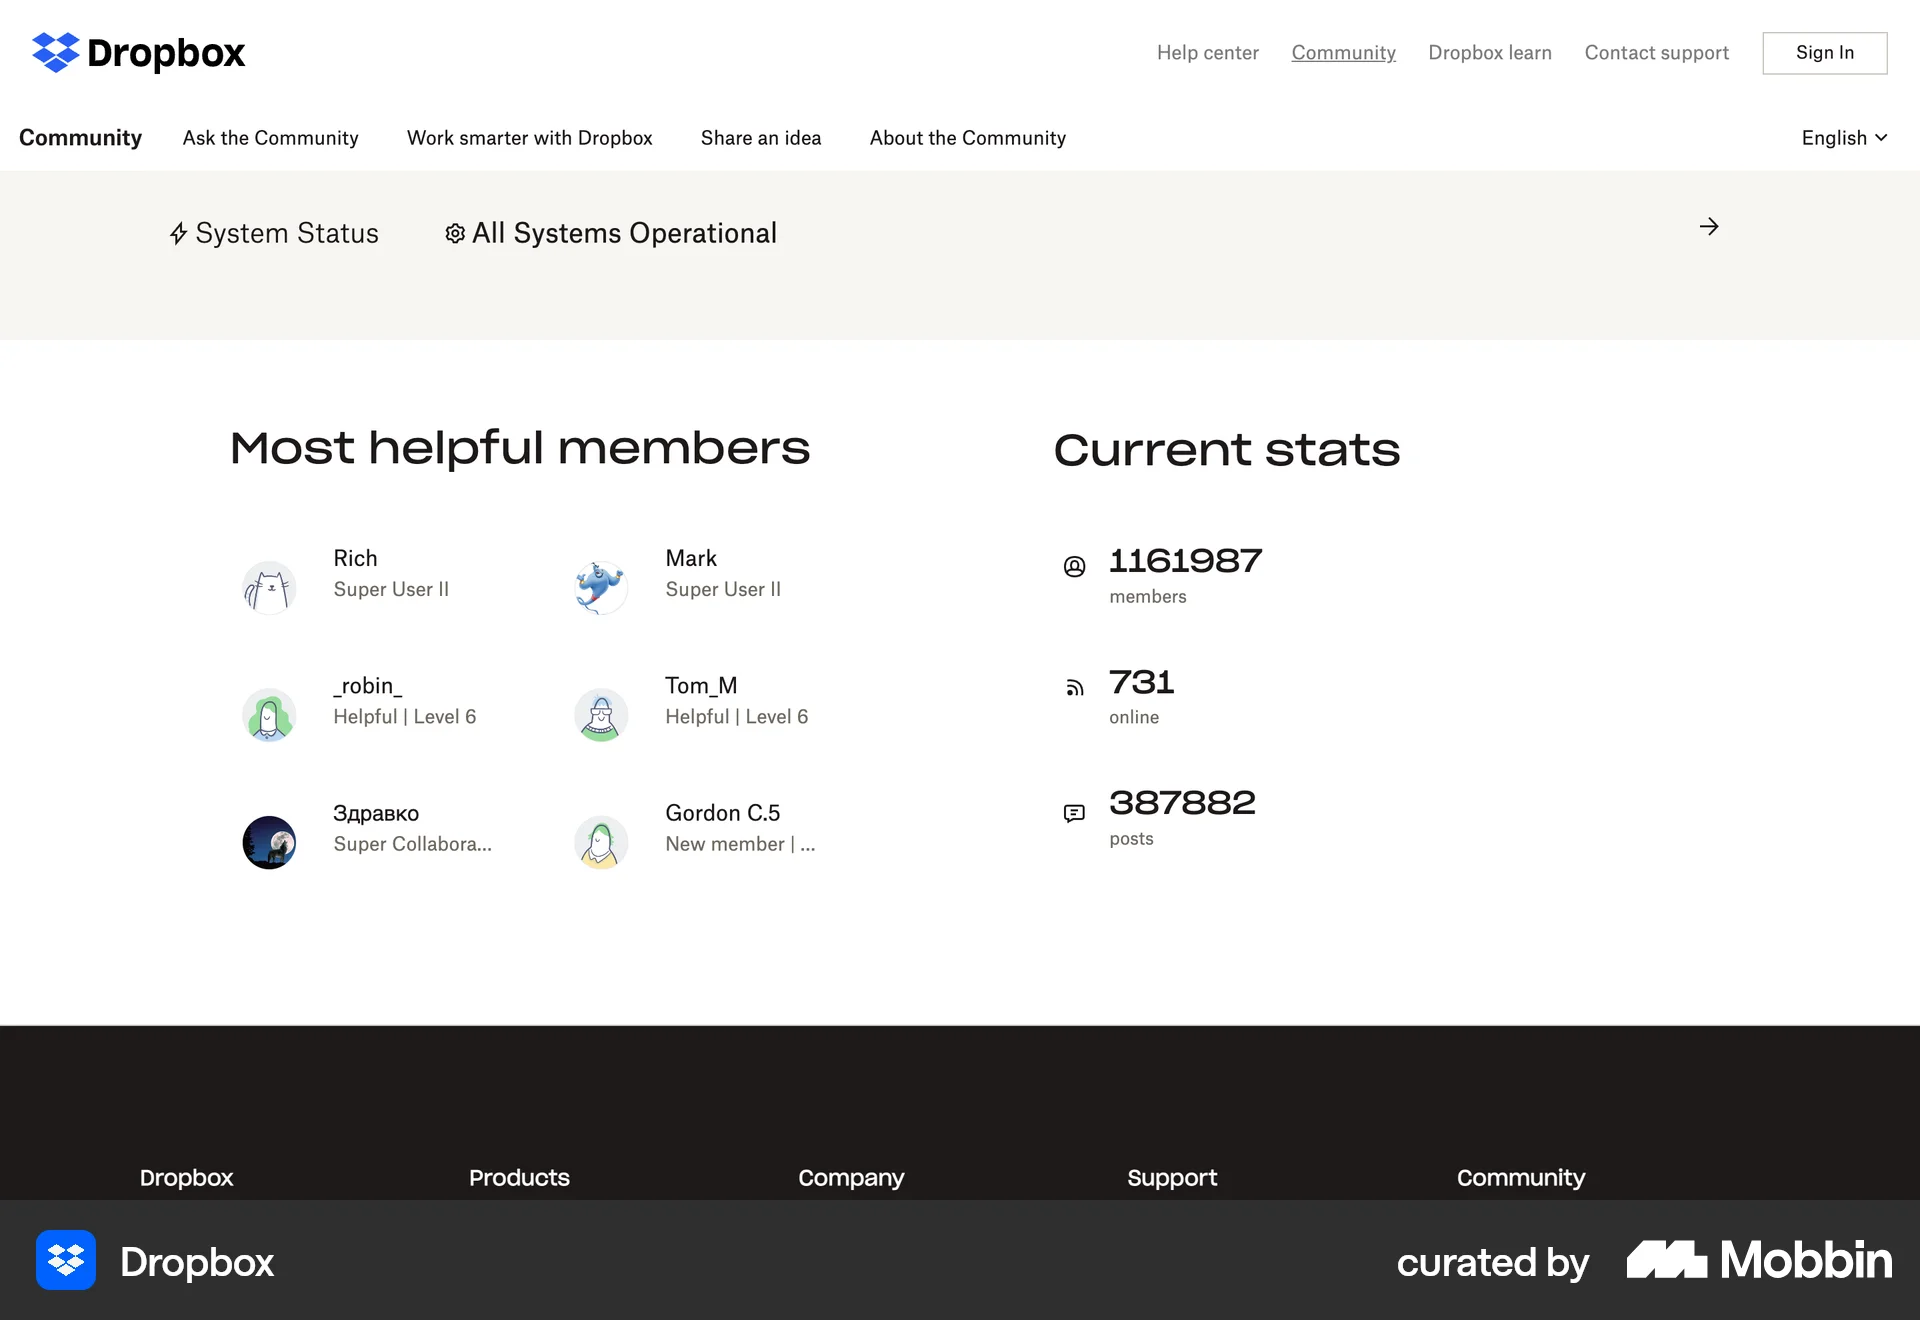 Dropbox
Help center Community Dropbox learn Contact support Sign In
Community Ask the Community Work smarter with Dropbox Share an idea About the Community English
System Status All Systems Operational
Most helpful members
Rich
Super User II
Mark
Super User II
_robin_
Helpful | Level 6
Tom_M
Helpful | Level 6
Здравко
Super Collabora...
Gordon C.5
New member | ...
Current stats
1161987
members
731
online
387882
posts
Dropbox Products Company Support Community
Dropbox curated by Mobbin